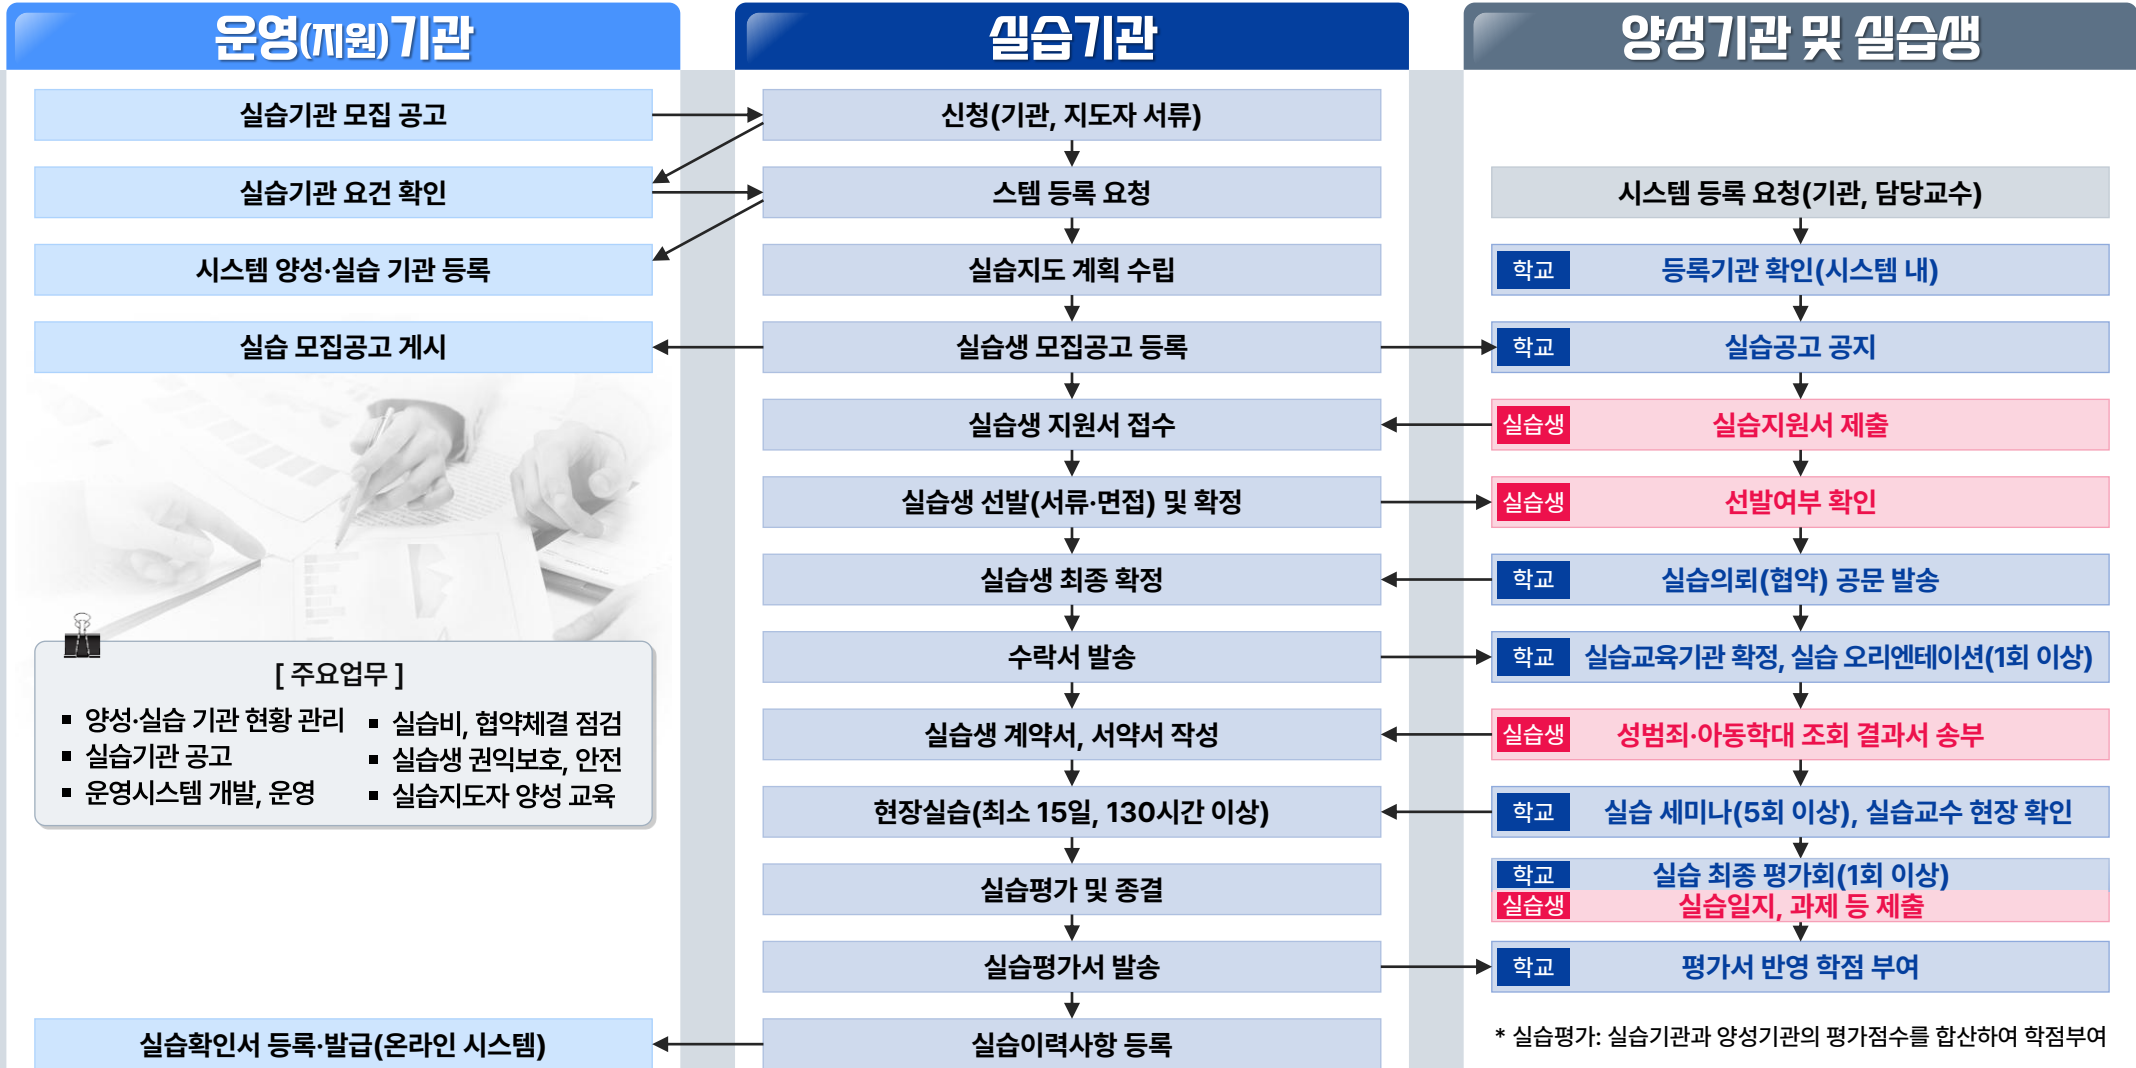 운영(지원)기관
실습기관 모집 공고
실습기관 요건 확인
시스템 양성·실습 기관 등록
실습 모집공고 게시
[ 주요업무 ]
▪ 양성·실습 기관 현황 관리
▪ 실습기관 공고
▪ 운영시스템 개발, 운영
▪ 실습비, 협약체결 점검
▪ 실습생 권익보호, 안전
▪ 실습지도자 양성 교육
실습확인서 등록·발급(온라인 시스템)
실습기관
신청(기관, 지도자 서류)
스템 등록 요청
실습지도 계획 수립
실습생 모집공고 등록
실습생 지원서 접수
실습생 선발(서류·면접) 및 확정
실습생 최종 확정
수락서 발송
실습생 계약서, 서약서 작성
현장실습(최소 15일, 130시간 이상)
실습평가 및 종결
실습평가서 발송
실습이력사항 등록
양성기관 및 실습생
시스템 등록 요청(기관, 담당교수)
학교 등록기관 확인(시스템 내)
학교 실습공고 공지
실습생 실습지원서 제출
실습생 선발여부 확인
학교 실습의뢰(협약) 공문 발송
학교 실습교육기관 확정, 실습 오리엔테이션(1회 이상)
실습생 성범죄·아동학대 조회 결과서 송부
학교 실습 세미나(5회 이상), 실습교수 현장 확인
학교 실습 최종 평가회(1회 이상)
실습생 실습일지, 과제 등 제출
학교 평가서 반영 학점 부여
* 실습평가: 실습기관과 양성기관의 평가점수를 합산하여 학점부여